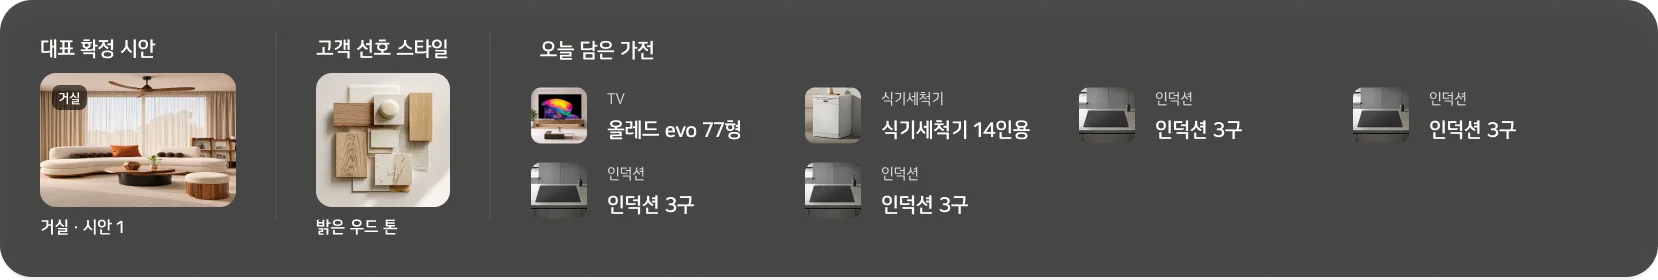 대표 확정 시안
거실
거실 · 시안 1
고객 선호 스타일
밝은 우드 톤
오늘 담은 가전
TV
올레드 evo 77형
식기세척기
식기세척기 14인용
인덕션
인덕션 3구
인덕션
인덕션 3구
인덕션
인덕션 3구
인덕션
인덕션 3구